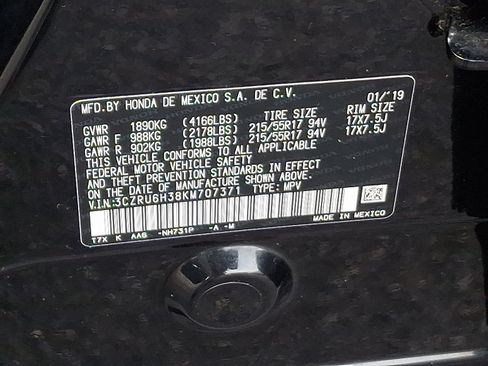 MFD. BY HONDA DE MEXICO S.A. DE C.V. 01/'19
GVWR 1890KG (4166LBS) TIRE SIZE RIM SIZE
GAWR F 988KG (2178LBS) 215/55R17 94V 17X7.5J
GAWR R 902KG (1988LBS) 215/55R17 94V 17X7.5J
THIS VEHICLE CONFORMS TO ALL APPLICABLE
FEDERAL MOTOR VEHICLE SAFETY
AND THEFT PREVENTION STANDARDS IN EFFECT
ON THE DATE OF MANUFACTURE SHOWN ABOVE.
V.I.N.:3CZRU6H38KM707371 TYPE: MPV
MADE IN MEXICO
T7X K AA6 -NH731P -A -M